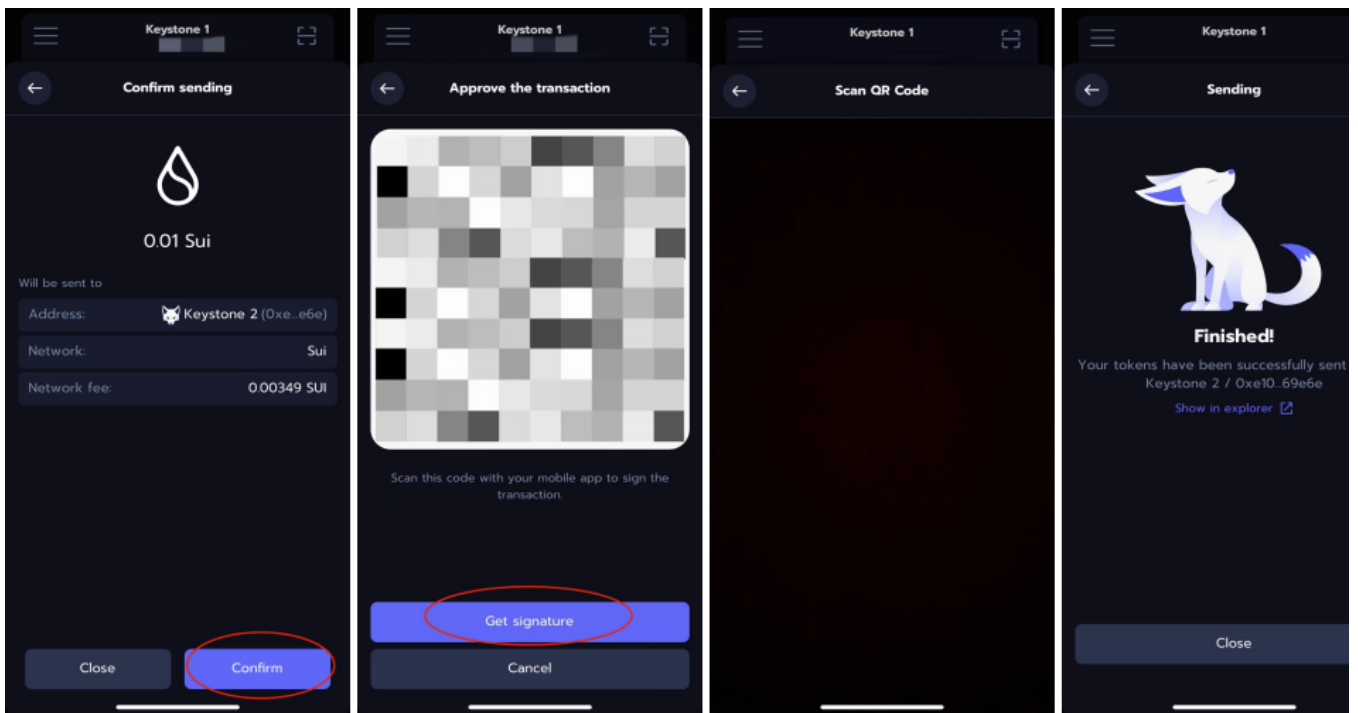 Keystone 1
Confirm sending
0.01 Sui
Will be sent to
Address: Keystone 2 (0xe...e6e)
Network: Sui
Network fee: 0.00349 SUI
Close Confirm
Keystone 1
Approve the transaction
Scan this code with your mobile app to sign the
transaction.
Get signature
Cancel
Keystone 1
Scan QR Code
Keystone 1
Sending
Finished!
Your tokens have been successfully sent
Keystone 2 / 0xe10...69e6e
Show in explorer
Close